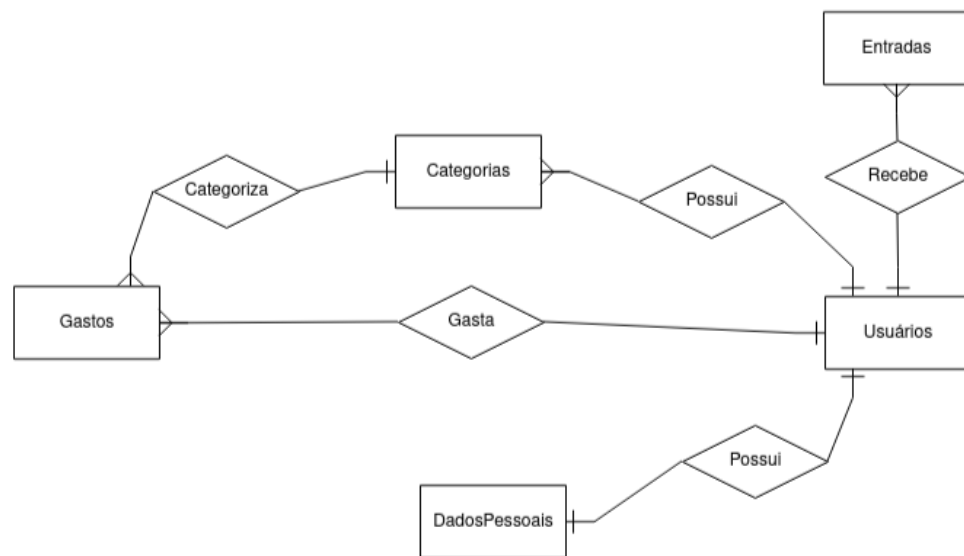 Entradas
Categorias
Categoriza
Recebe
Possui
Gastos
Gasta
Usuários
Possui
DadosPessoais